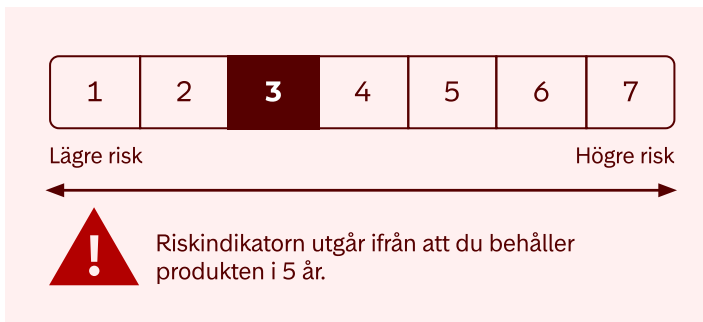 1 2 3 4 5 6 7
Lägre risk Högre risk
!
Riskindikatorn utgår ifrån att du behåller
produkten i 5 år.